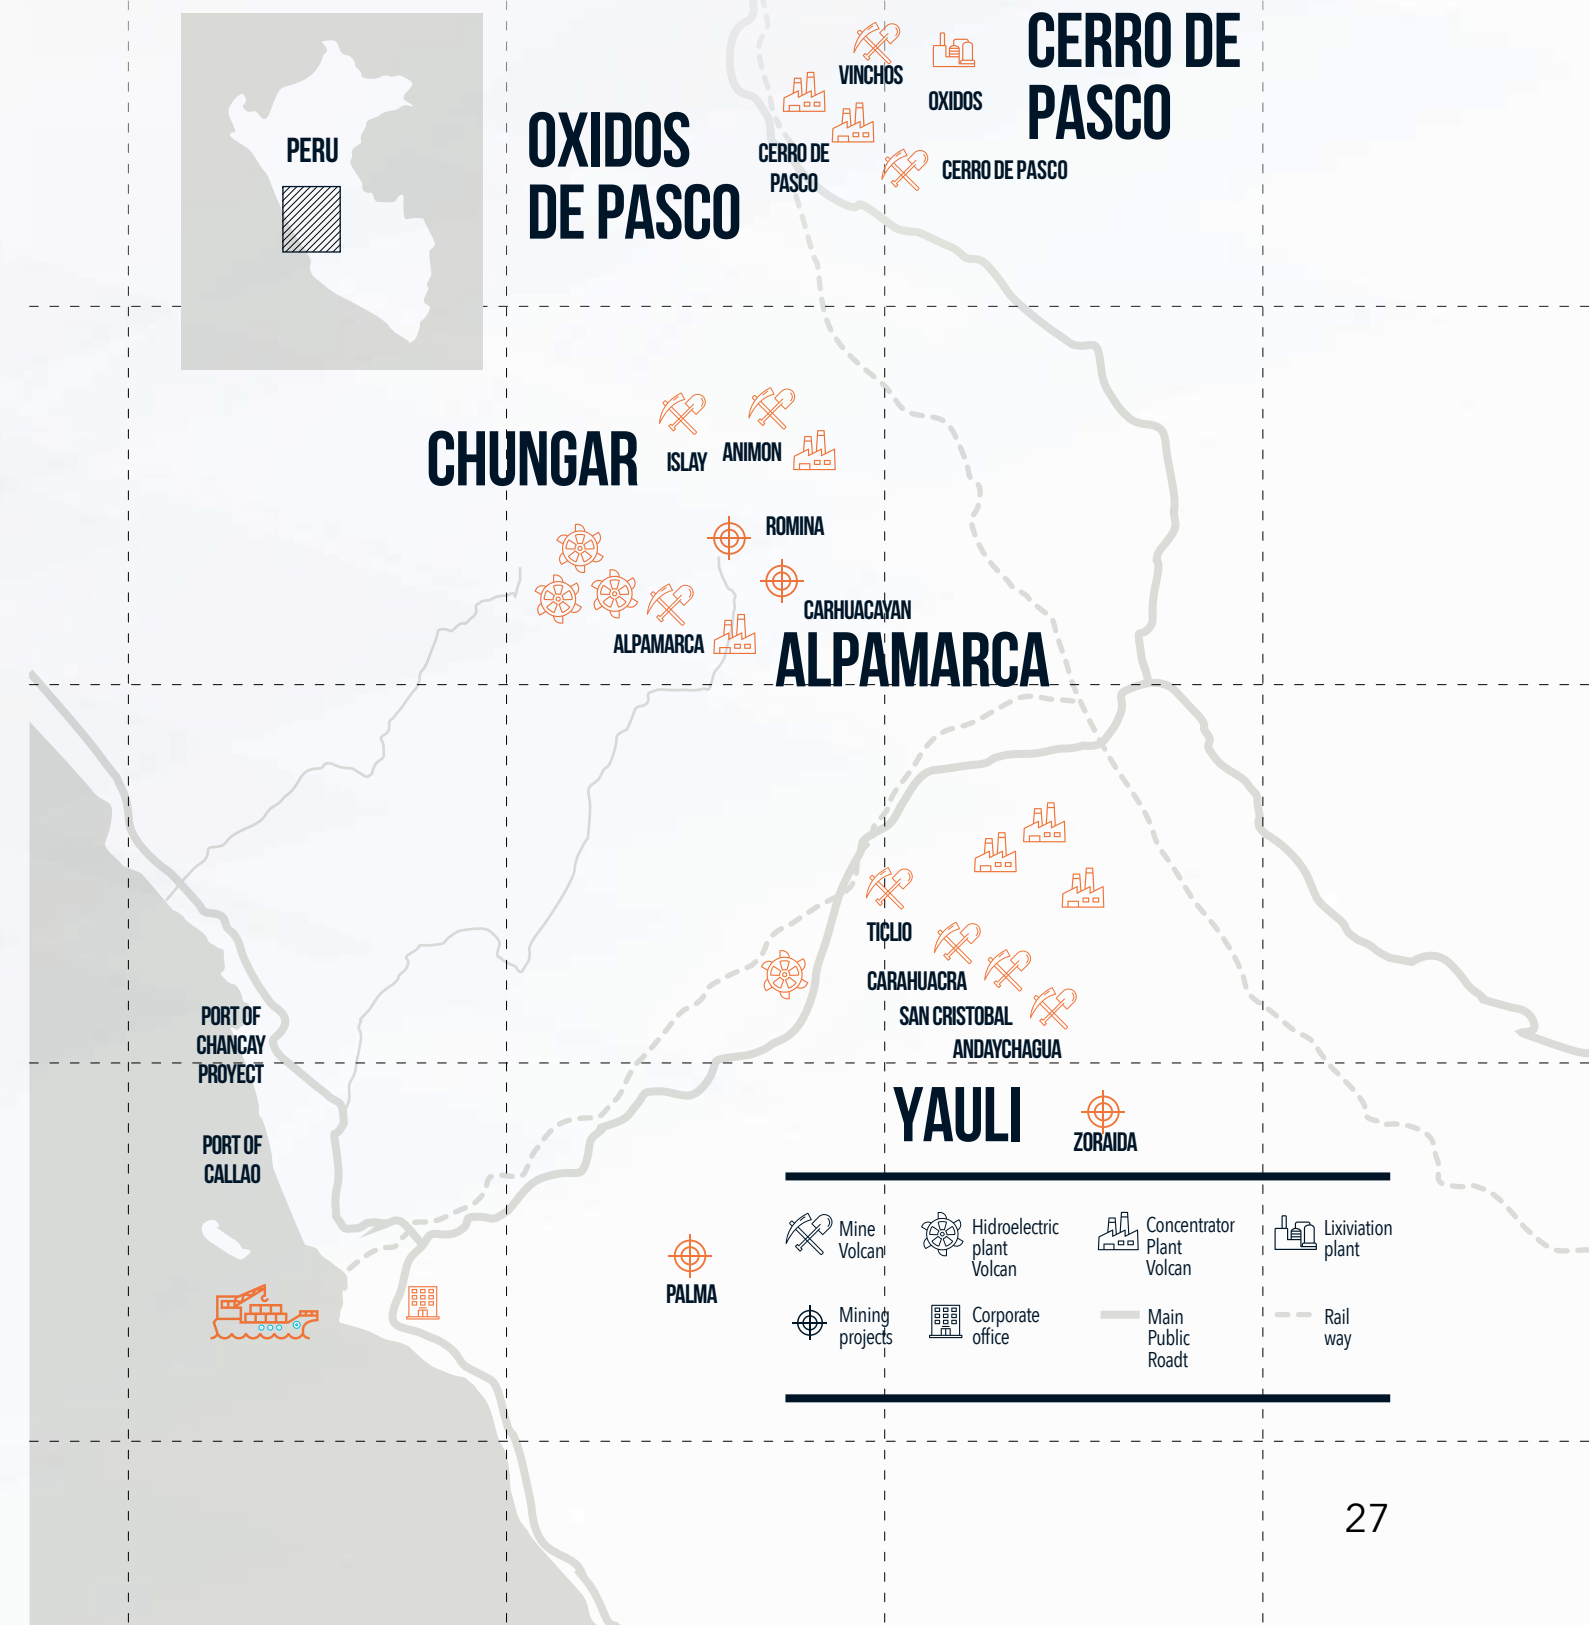 PERU
OXIDOS
DE PASCO
VINCHOS
OXIDOS
CERRO DE
PASCO
CERRO DE
PASCO
CERRO DE PASCO
CHUNGAR
ISLAY
ANIMON
ROMINA
CARHUACAYAN
ALPAMARCA
ALPAMARCA
TICLIO
CARAHUACRA
SAN CRISTOBAL
ANDAYCHAGUA
PORT OF
CHANCAY
PROYECT
PORT OF
CALLAO
YAULI
ZORAIDA
PALMA
Mine
Volcan
Hidroelectric
plant
Volcan
Concentrator
Plant
Volcan
Lixiviation
plant
Mining
projects
Corporate
office
Main
Public
Roadt
Rail
way
27